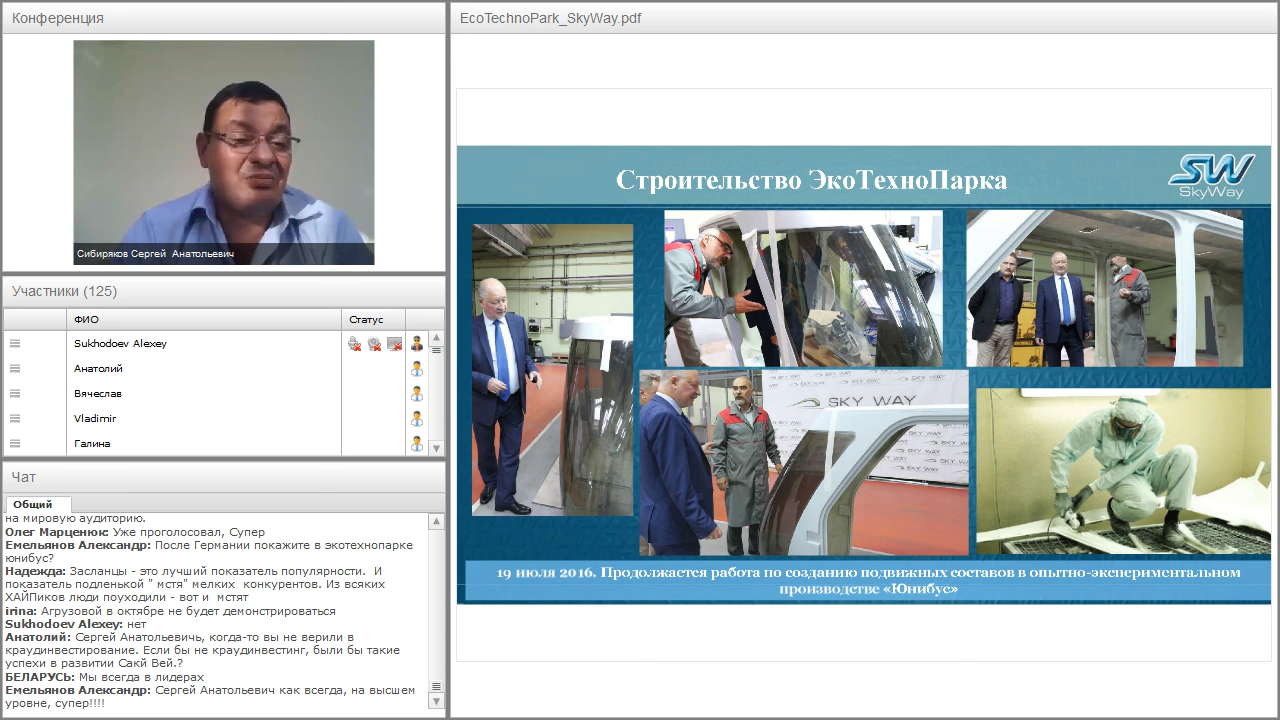 Конференция
Сибиряков Сергей Анатольевич
Участники (125)
ФИО
Статус
Sukhodoev Alexey
Анатолий
Вячеслав
Vladimir
Галина
Чат
Общий
на мировую аудиторию.
Олег Марценюк: Уже проголосовал, Супер
Емельянов Александр: После Германии покажите в экотехнопарке
юнибус?
Надежда: Засланцы - это лучший показатель популярности. И
показатель подленькой " мстя" мелких конкурентов. Из всяких
ХАЙПиков люди поуходили - вот и мстят
irina: Агрузовой в октябре не будет демонстрироваться
Sukhodoev Alexey: нет
Анатолий: Сергей Анатольевичь, когда-то вы не верили в
краудинвестирование. Если бы не краудинвестинг, были бы такие
успехи в развитии Сакй Вей.?
БЕЛАРУСЬ: Мы всегда в лидерах
Емельянов Александр: Сергей Анатольевич как всегда, на высшем
уровне, супер!!!!
EcoTechnoPark_SkyWay.pdf
Строительство ЭкоТехноПарка
SW
SkyWay
SKY WAY
SKY WAY
19 июля 2016. Продолжается работа по созданию подвижных составов в опытно-экспериментальном
производстве «Юнибус»